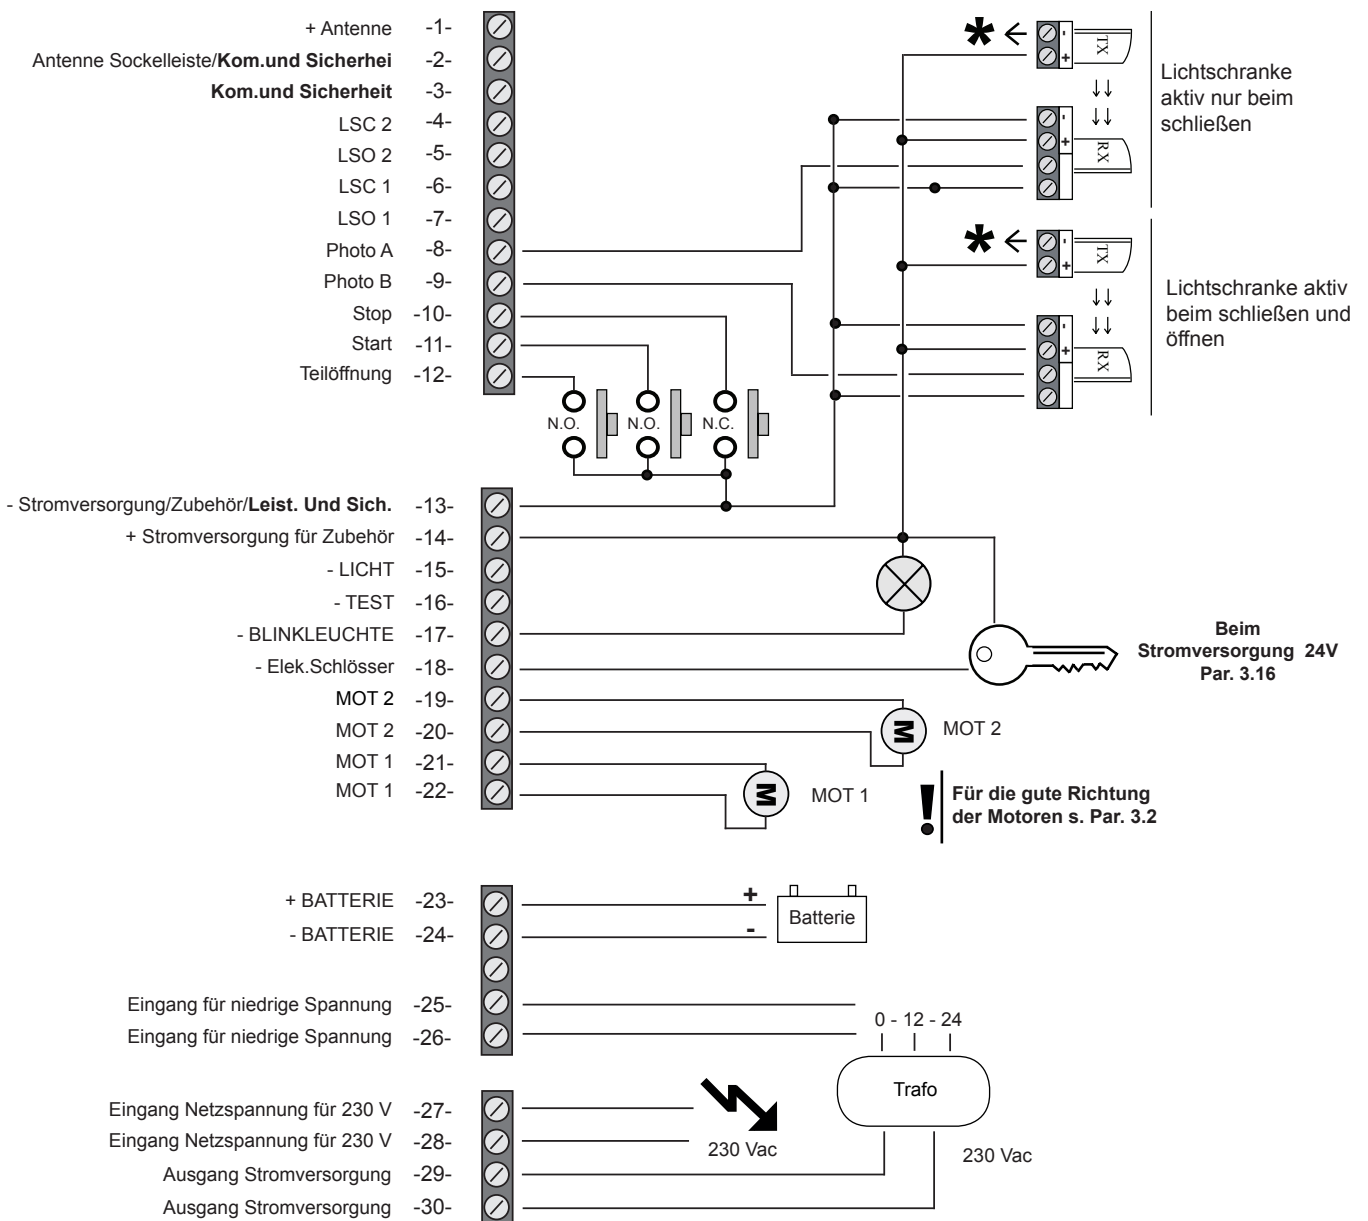 + Antenne -1-
Antenne Sockelleiste/Kom.und Sicherhei -2-
Kom.und Sicherheit -3-
LSC 2 -4-
LSO 2 -5-
LSC 1 -6-
LSO 1 -7-
Photo A -8-
Photo B -9-
Stop -10-
Start -11-
Teilöffnung -12-
N.O. N.O. N.C.
* - + TX
- + RX
Lichtschranke
aktiv nur beim
schließen
* - + TX
- + RX
Lichtschranke aktiv
beim schließen und
öffnen
- Stromversorgung/Zubehör/Leist. Und Sich. -13-
+ Stromversorgung für Zubehör -14-
- LICHT -15-
- TEST -16-
- BLINKLEUCHTE -17-
- Elek.Schlösser -18-
MOT 2 -19-
MOT 2 -20-
MOT 1 -21-
MOT 1 -22-
Beim
Stromversorgung 24V
Par. 3.16
M MOT 2
M MOT 1
! Für die gute Richtung
der Motoren s. Par. 3.2
+ BATTERIE -23-
- BATTERIE -24-
+
-
Batterie
Eingang für niedrige Spannung -25-
Eingang für niedrige Spannung -26-
0 - 12 - 24
Trafo
Eingang Netzspannung für 230 V -27-
Eingang Netzspannung für 230 V -28-
Ausgang Stromversorgung -29-
Ausgang Stromversorgung -30-
230 Vac
230 Vac